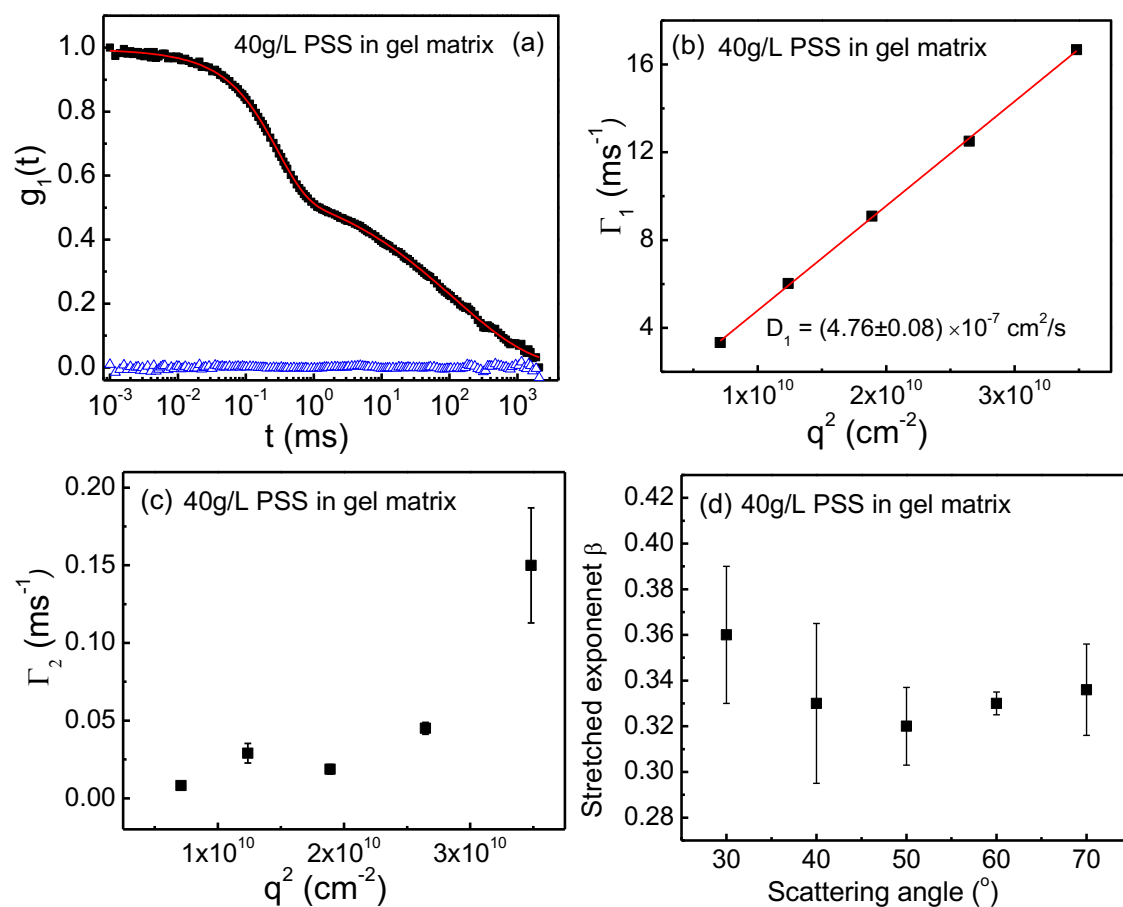 40g/L PSS in gel matrix (a)
1.0
0.8
0.6
0.4
0.2
0.0
g₁(t)
10⁻³ 10⁻² 10⁻¹ 10⁰ 10¹ 10² 10³
t (ms)
(b) 40g/L PSS in gel matrix
16
12
8
4
Γ₁ (ms⁻¹)
D₁ = (4.76±0.08) ×10⁻⁷ cm²/s
1x10¹⁰ 2x10¹⁰ 3x10¹⁰
q² (cm⁻²)
(c) 40g/L PSS in gel matrix
0.20
0.15
0.10
0.05
0.00
Γ₂ (ms⁻¹)
1x10¹⁰ 2x10¹⁰ 3x10¹⁰
q² (cm⁻²)
(d) 40g/L PSS in gel matrix
0.42
0.40
0.38
0.36
0.34
0.32
0.30
0.28
Stretched exponenet β
30 40 50 60 70
Scattering angle (°)